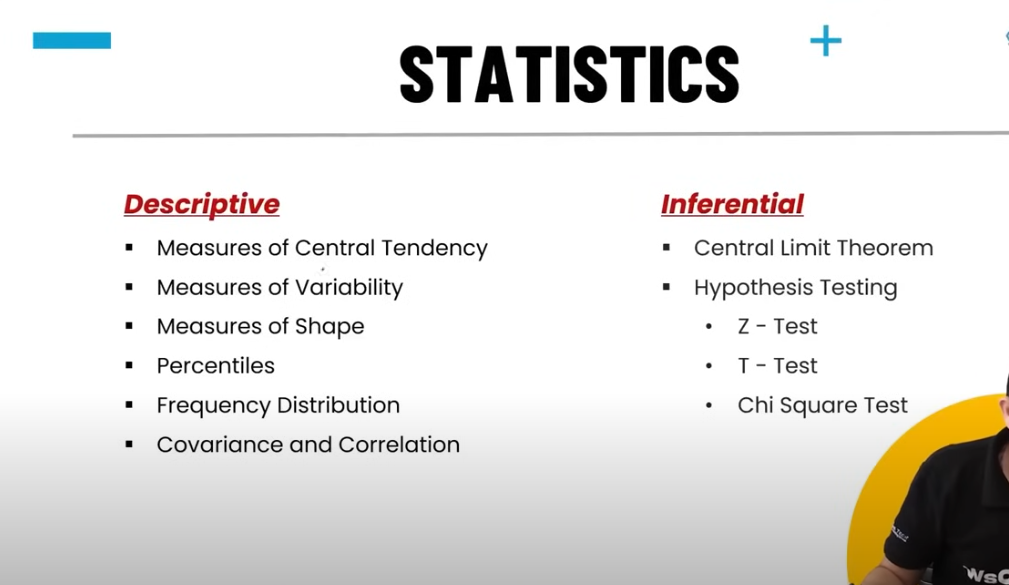 STATISTICS
Descriptive
▪ Measures of Central Tendency
▪ Measures of Variability
▪ Measures of Shape
▪ Percentiles
▪ Frequency Distribution
▪ Covariance and Correlation
Inferential
▪ Central Limit Theorem
▪ Hypothesis Testing
• Z - Test
• T - Test
• Chi Square Test